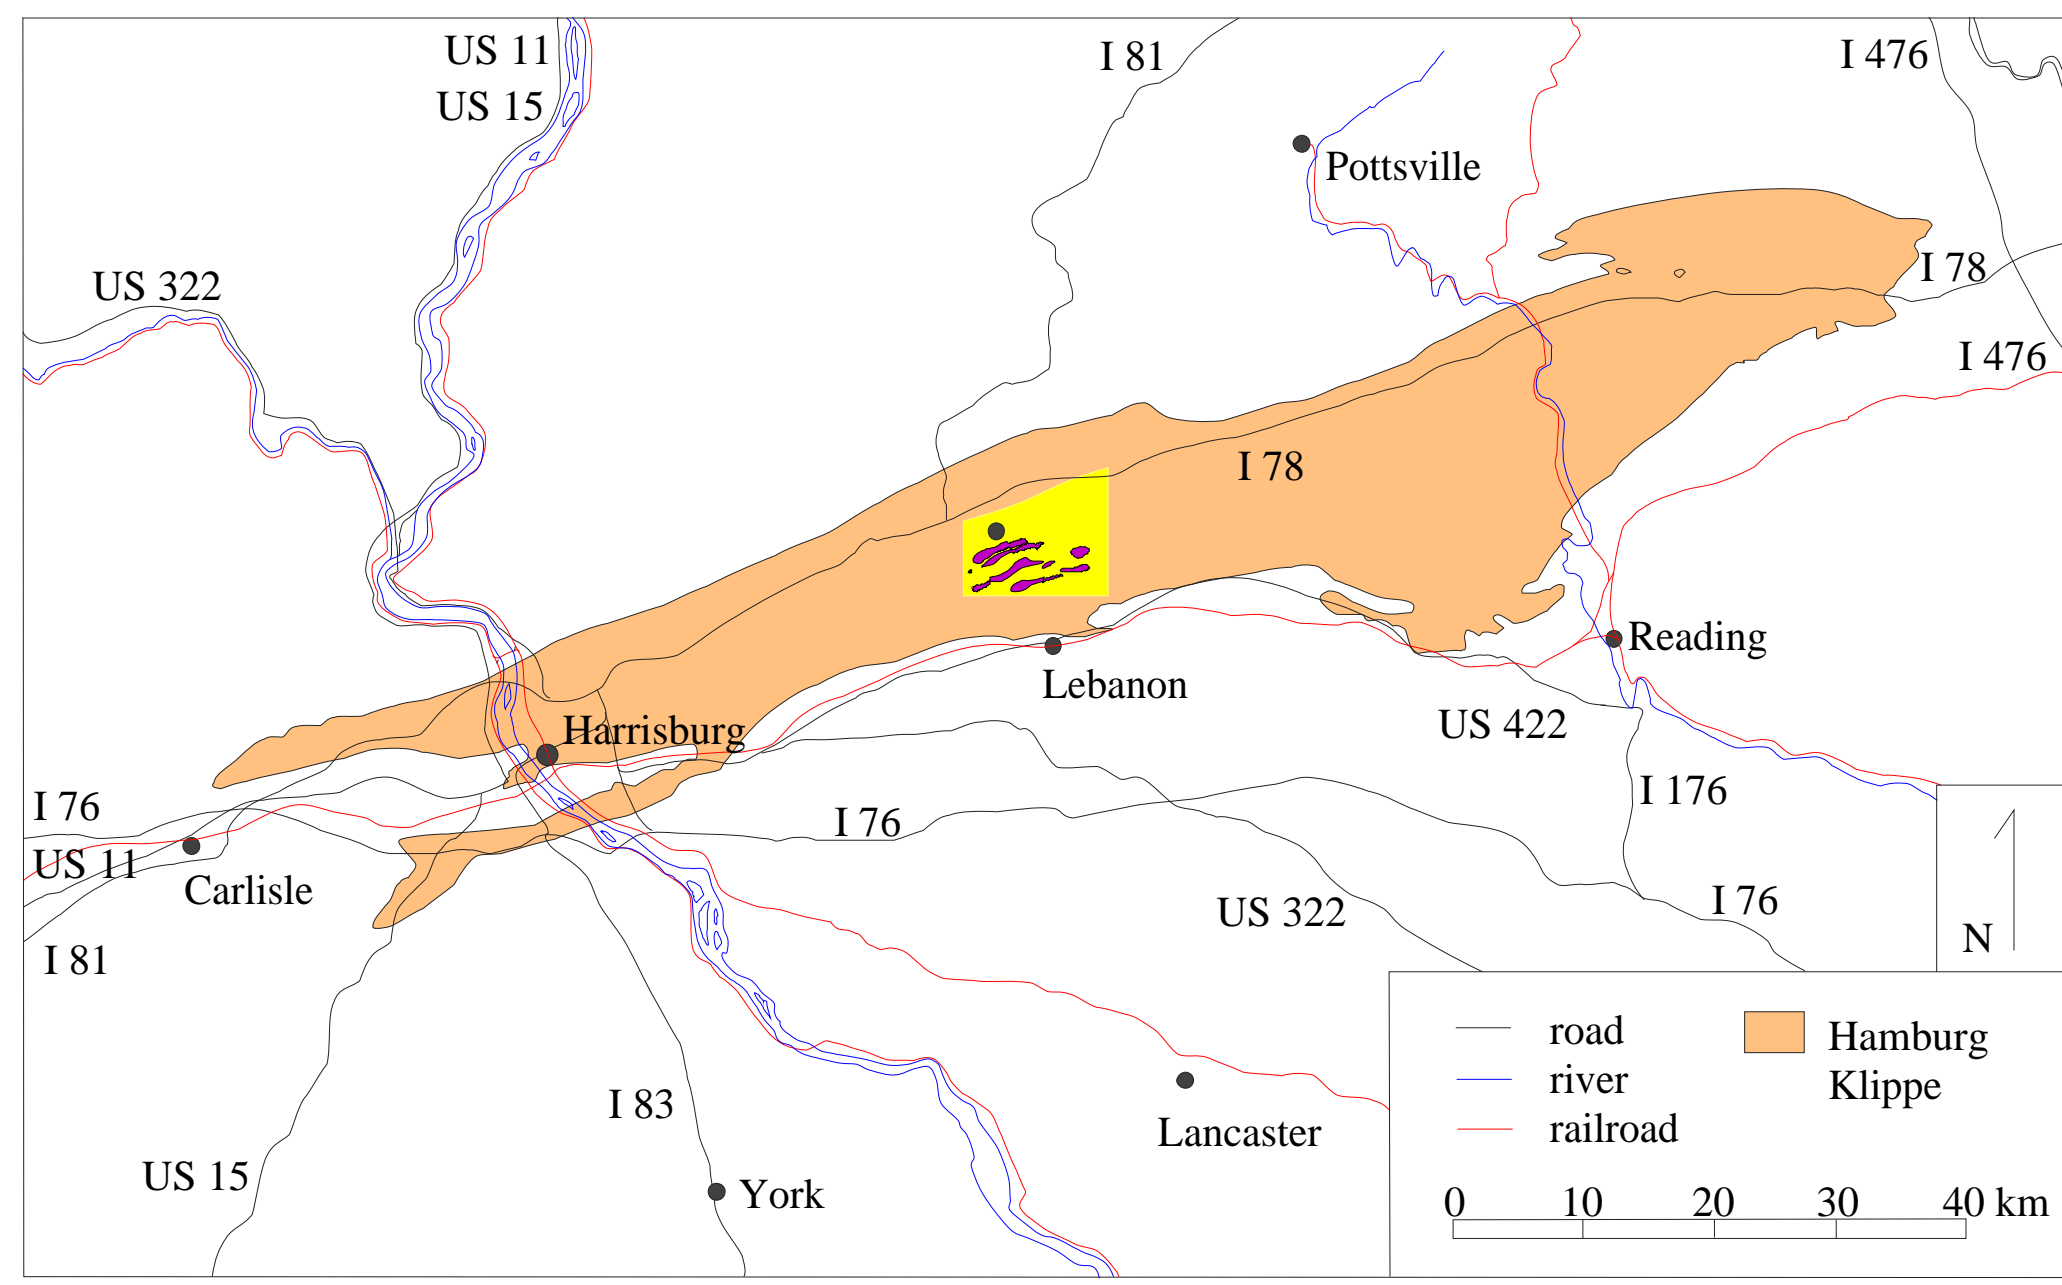 US 11
I 81
I 476
US 15
Pottsville
US 322
I 78
I 476
I 78
Reading
Lebanon
US 422
Harrisburg
I 76
I 176
I 76
US 11
Carlisle
I 76
US 322
N
I 81
road
Hamburg
river
Klippe
railroad
I 83
Lancaster
US 15
York
0 10 20 30 40 km